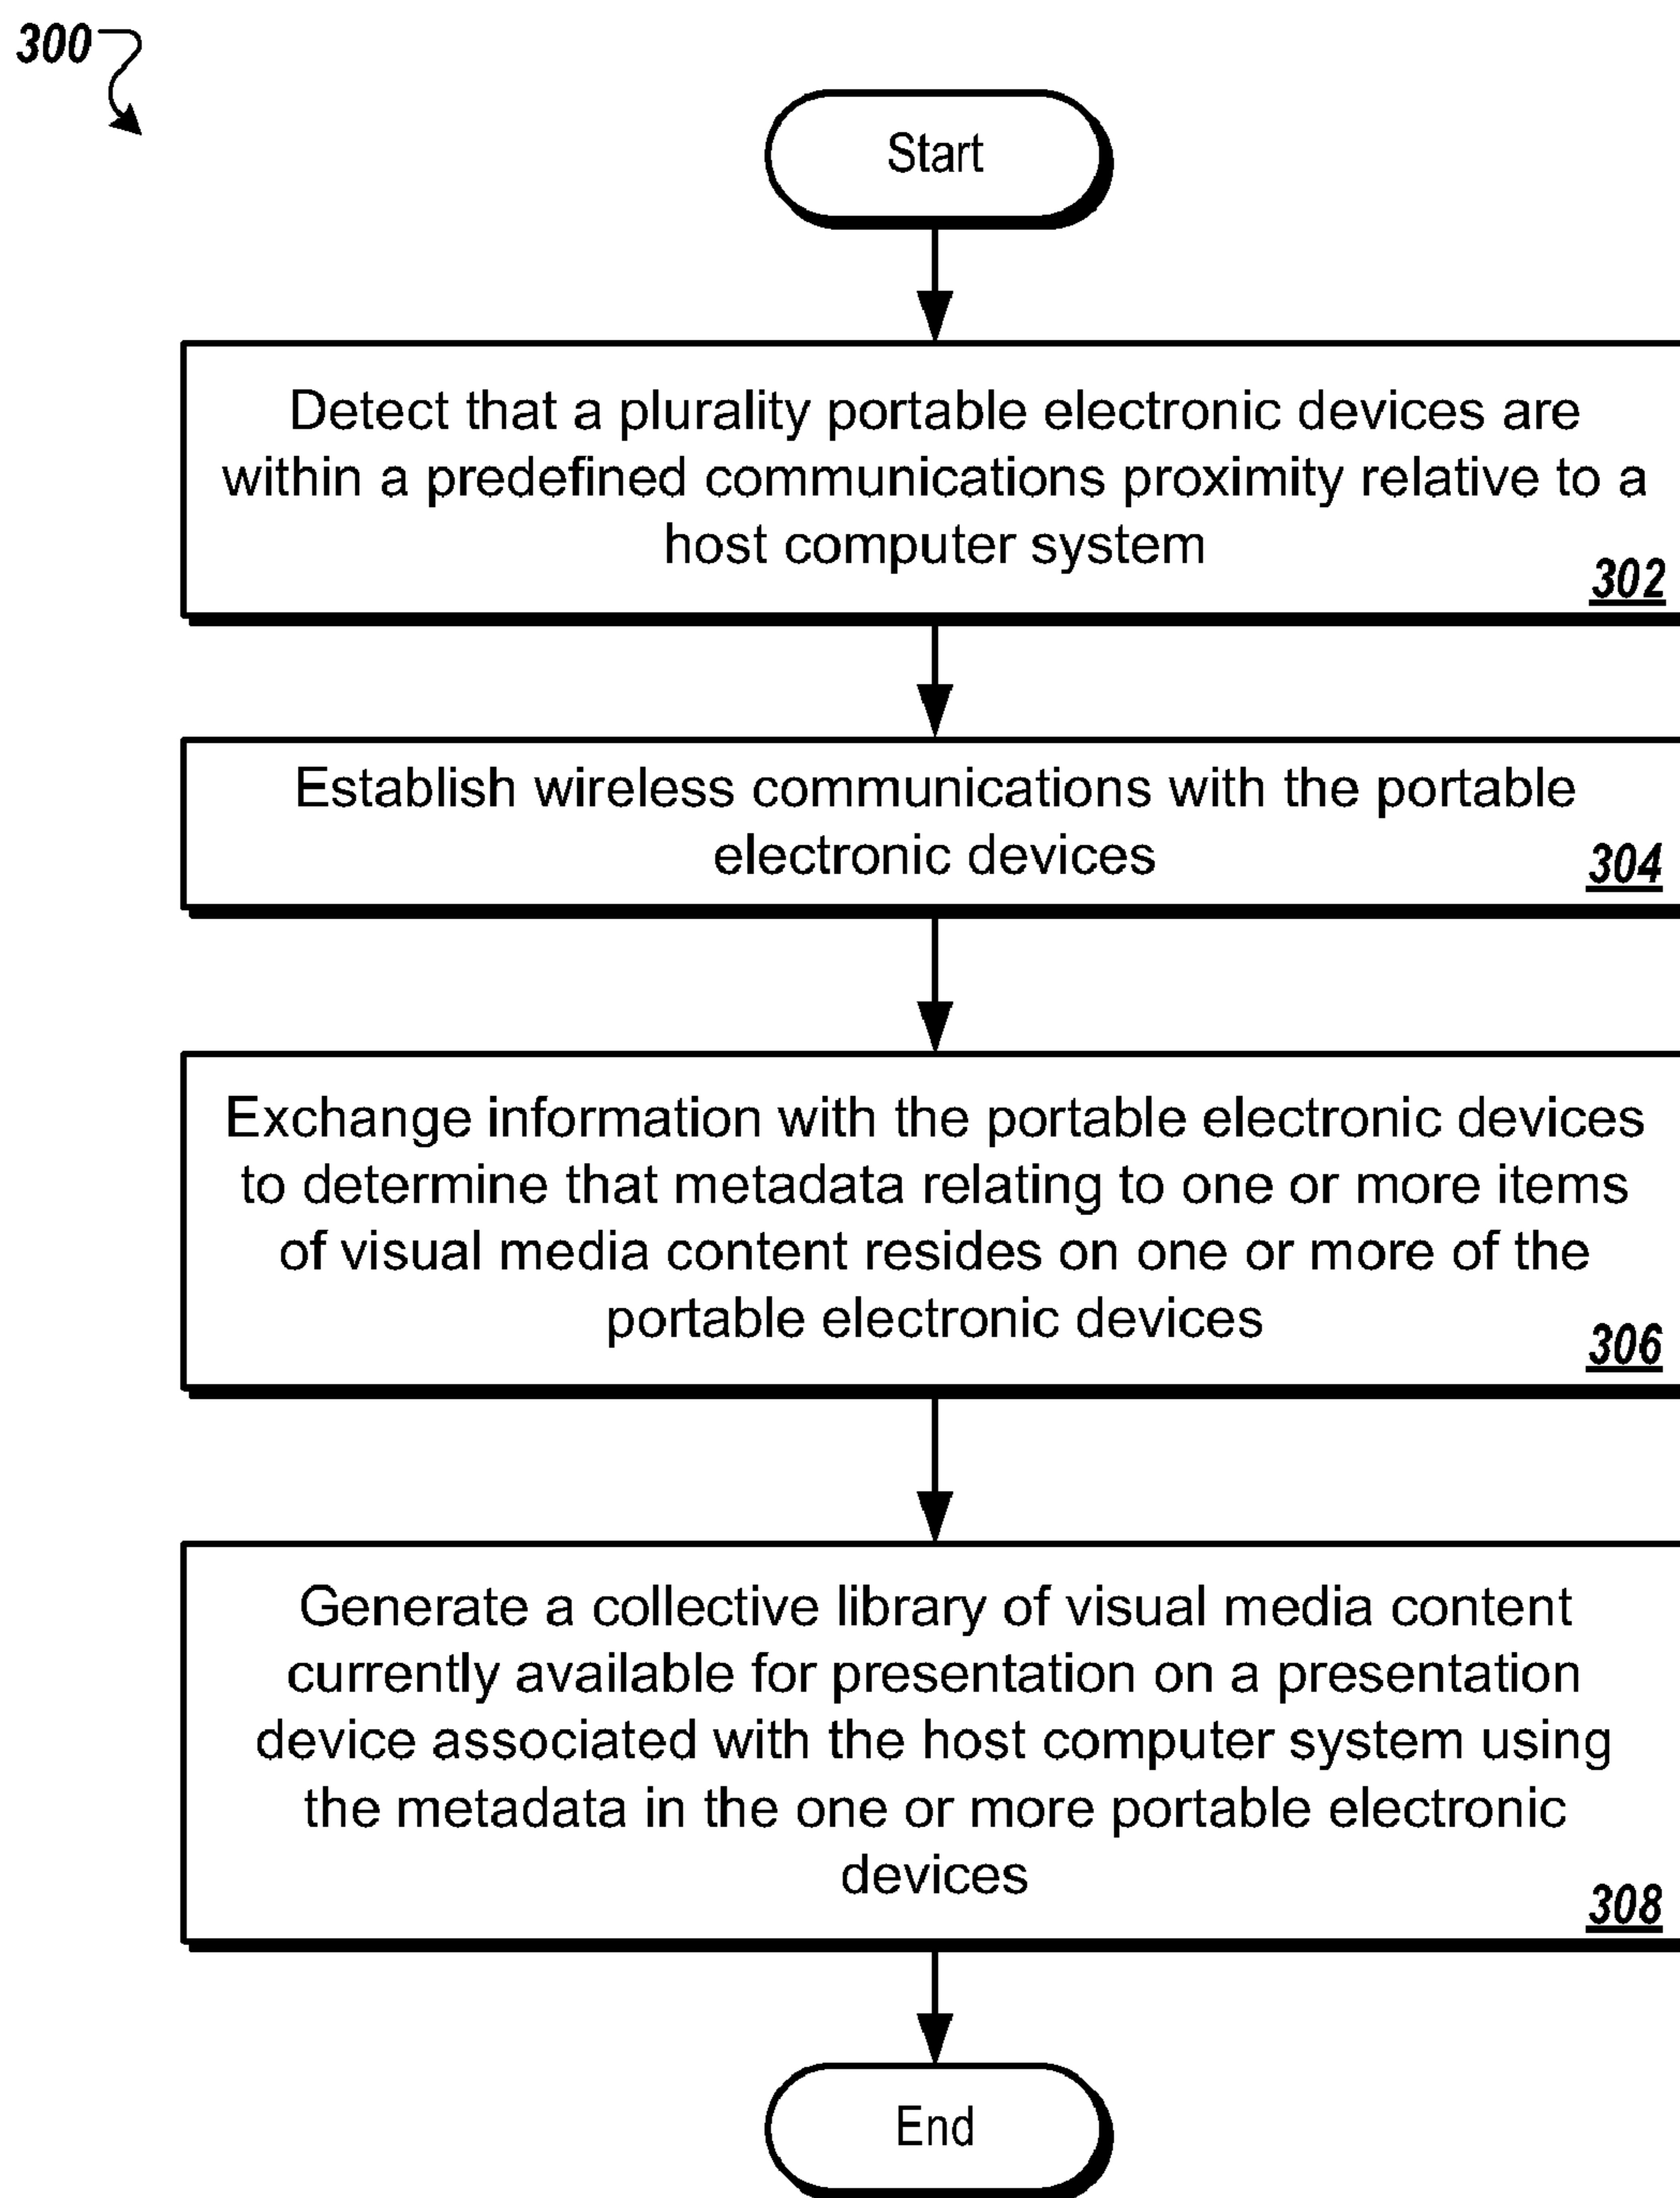 300
Start
Detect that a plurality portable electronic devices are
within a predefined communications proximity relative to a
host computer system
302
Establish wireless communications with the portable
electronic devices
304
Exchange information with the portable electronic devices
to determine that metadata relating to one or more items
of visual media content resides on one or more of the
portable electronic devices
306
Generate a collective library of visual media content
currently available for presentation on a presentation
device associated with the host computer system using
the metadata in the one or more portable electronic
devices
308
End